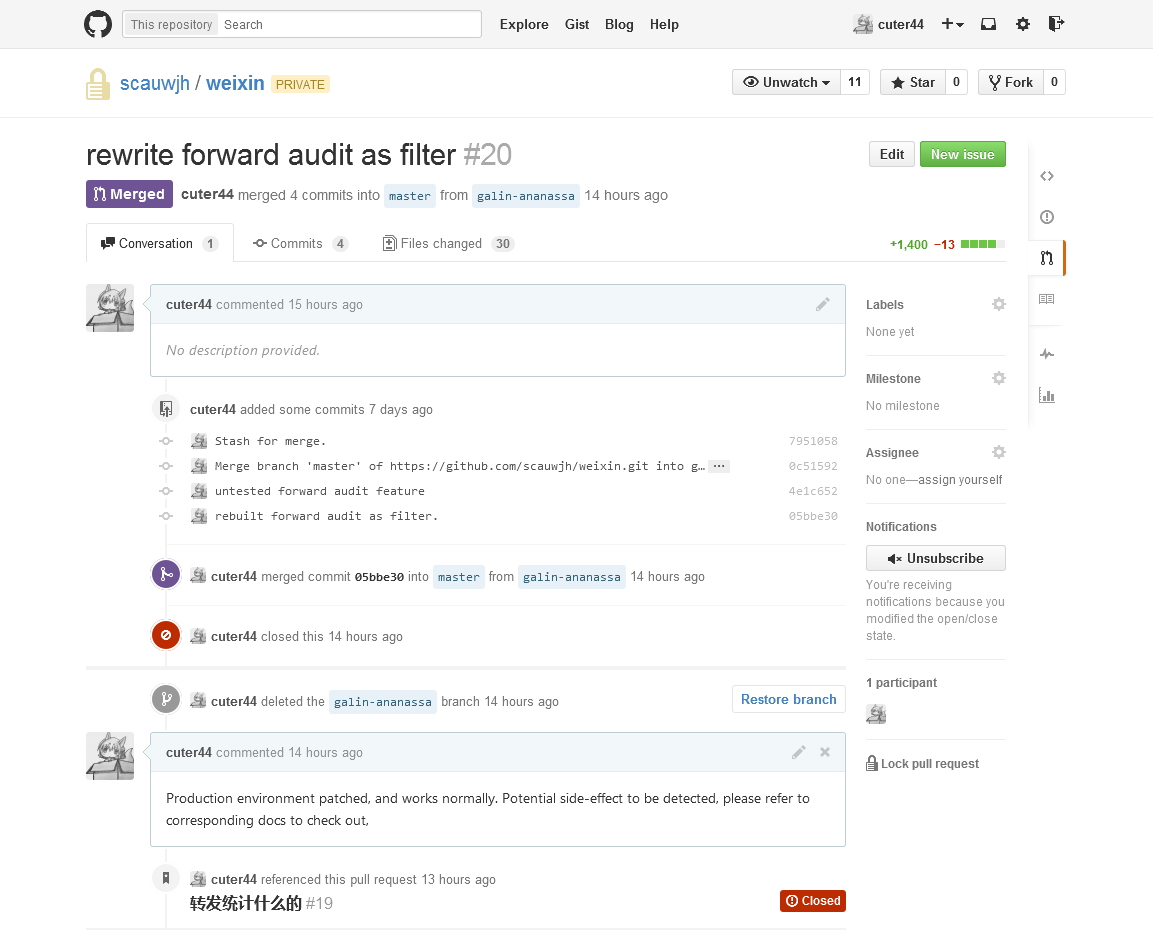 This repository Search Explore Gist Blog Help cuter44
scauwjh / weixin PRIVATE Unwatch 11 Star 0 Fork 0
rewrite forward audit as filter #20 Edit New issue
Merged cuter44 merged 4 commits into master from galin-ananassa 14 hours ago
Conversation 1 Commits 4 Files changed 30 +1,400 −13
cuter44 commented 15 hours ago
No description provided.
cuter44 added some commits 7 days ago
Stash for merge. 7951058
Merge branch 'master' of https://github.com/scauwjh/weixin.git into g… ··· 0c51592
untested forward audit feature 4e1c652
rebuilt forward audit as filter. 05bbe30
cuter44 merged commit 05bbe30 into master from galin-ananassa 14 hours ago
cuter44 closed this 14 hours ago
cuter44 deleted the galin-ananassa branch 14 hours ago Restore branch
cuter44 commented 14 hours ago
Production environment patched, and works normally. Potential side-effect to be detected, please refer to
corresponding docs to check out,
cuter44 referenced this pull request 13 hours ago
转发统计什么的 #19 Closed
Labels
None yet
Milestone
No milestone
Assignee
No one—assign yourself
Notifications
Unsubscribe
You're receiving
notifications because you
modified the open/close
state.
1 participant
Lock pull request